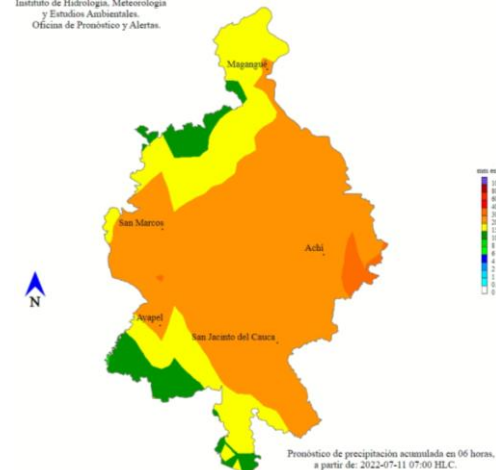 Instituto de Hidrología, Meteorología
y Estudios Ambientales.
Oficina de Pronóstico y Alertas.
Magangué
San Marcos
Achí
Ayapel
San Jacinto del Cauca
N
Pronóstico de precipitación acumulada en 06 horas,
a partir de: 2022-07-11 07:00 HLC.